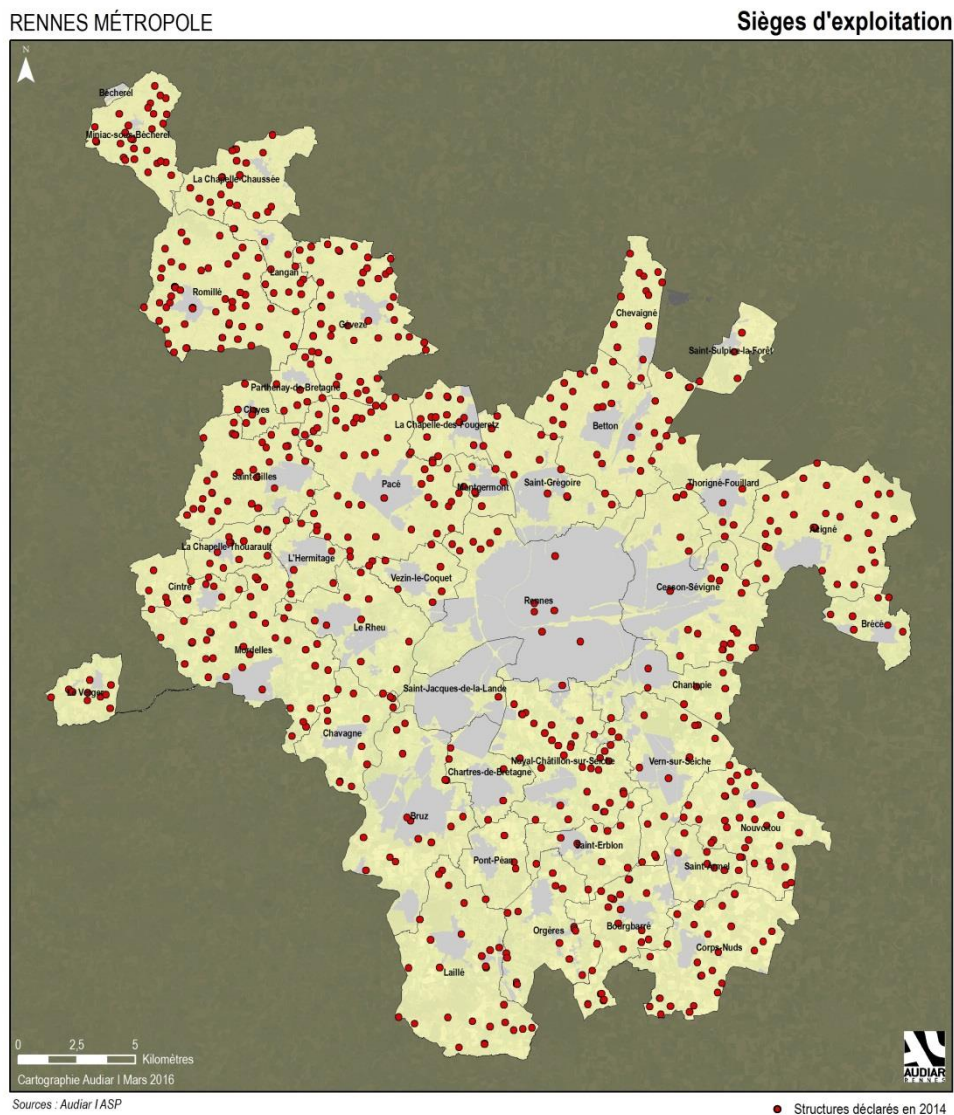 RENNES MÉTROPOLE
Sièges d'exploitation
N
Bécherel
Miniac-sous-Bécherel
La Chapelle-Chaussée
Langan
Romillé
Gévezé
Chevaigné
Saint-Sulpice-la-Forêt
Parthenay-de-Bretagne
Clayes
La Chapelle-des-Fougeretz
Betton
Saint-Gilles
Pacé
Montgermont
Saint-Grégoire
Thorigné-Fouillard
Acigné
La Chapelle-Thouarault
L'Hermitage
Vezin-le-Coquet
Cesson-Sévigné
Cintré
Rennes
Le Rheu
Brécé
Mordelles
Le Verger
Saint-Jacques-de-la-Lande
Chantepie
Chavagne
Noyal-Châtillon-sur-Seiche
Vern-sur-Seiche
Chartres-de-Bretagne
Bruz
Nouvoitou
Saint-Erblon
Pont-Péan
Saint-Armel
Orgères
Bourgbarré
Corps-Nuds
Laillé
0 2,5 5
Kilométres
Cartographie Audiar I Mars 2016
AUDIAR
RENNES
Sources : Audiar I ASP
Structures déclarés en 2014